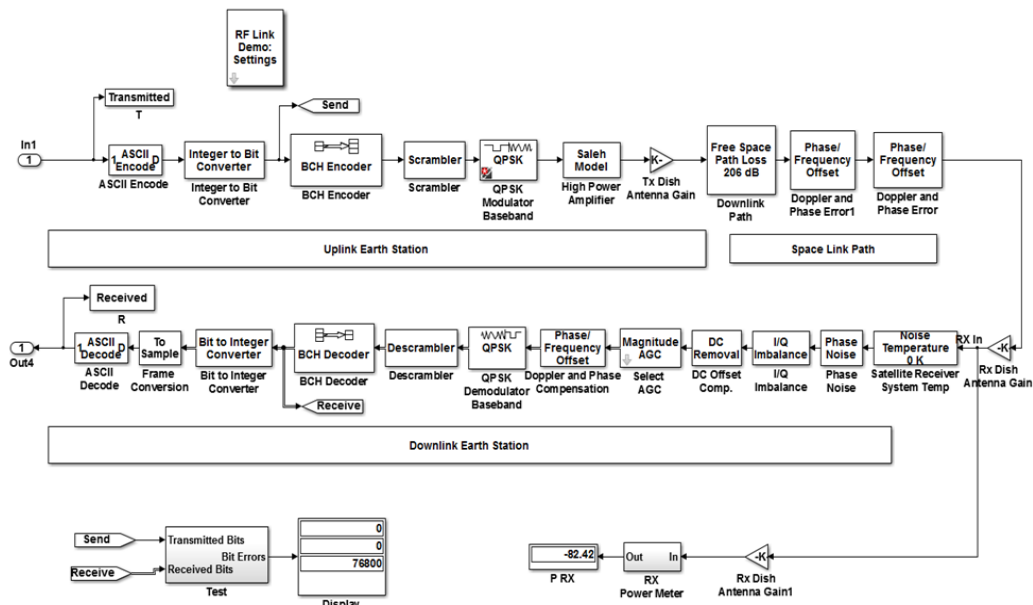 RF Link
Demo:
Settings
Transmitted
T
Send
In1
1
1 ASCII D
Encode
ASCII Encode
Integer to Bit
Converter
Integer to Bit
Converter
BCH Encoder
BCH Encoder
Scrambler
Scrambler
QPSK
QPSK
Modulator
Baseband
Saleh
Model
High Power
Amplifier
K-
Tx Dish
Antenna Gain
Free Space
Path Loss
206 dB
Downlink
Path
Phase/
Frequency
Offset
Doppler and
Phase Error1
Phase/
Frequency
Offset
Doppler and
Phase Error
Uplink Earth Station
Space Link Path
Received
R
1
Out4
1 ASCII D
Decode
ASCII
Decode
To
Sample
Frame
Conversion
Bit to Integer
Converter
Bit to Integer
Converter
BCH Decoder
BCH Decoder
Receive
Descrambler
Descrambler
QPSK
QPSK
Demodulator
Baseband
Phase/
Frequency
Offset
Doppler and Phase
Compensation
Magnitude
AGC
Select
AGC
DC
Removal
DC Offset
Comp.
I/Q
Imbalance
I/Q
Imbalance
Phase
Noise
Phase
Noise
Noise
Temperature
0 K
Satellite Receiver
System Temp
RX In
-K
Rx Dish
Antenna Gain
Downlink Earth Station
Send
Receive
Transmitted Bits
Bit Errors
Received Bits
Test
0
0
76800
Display
-82.42
P RX
Out In
RX
Power Meter
-K
Rx Dish
Antenna Gain1